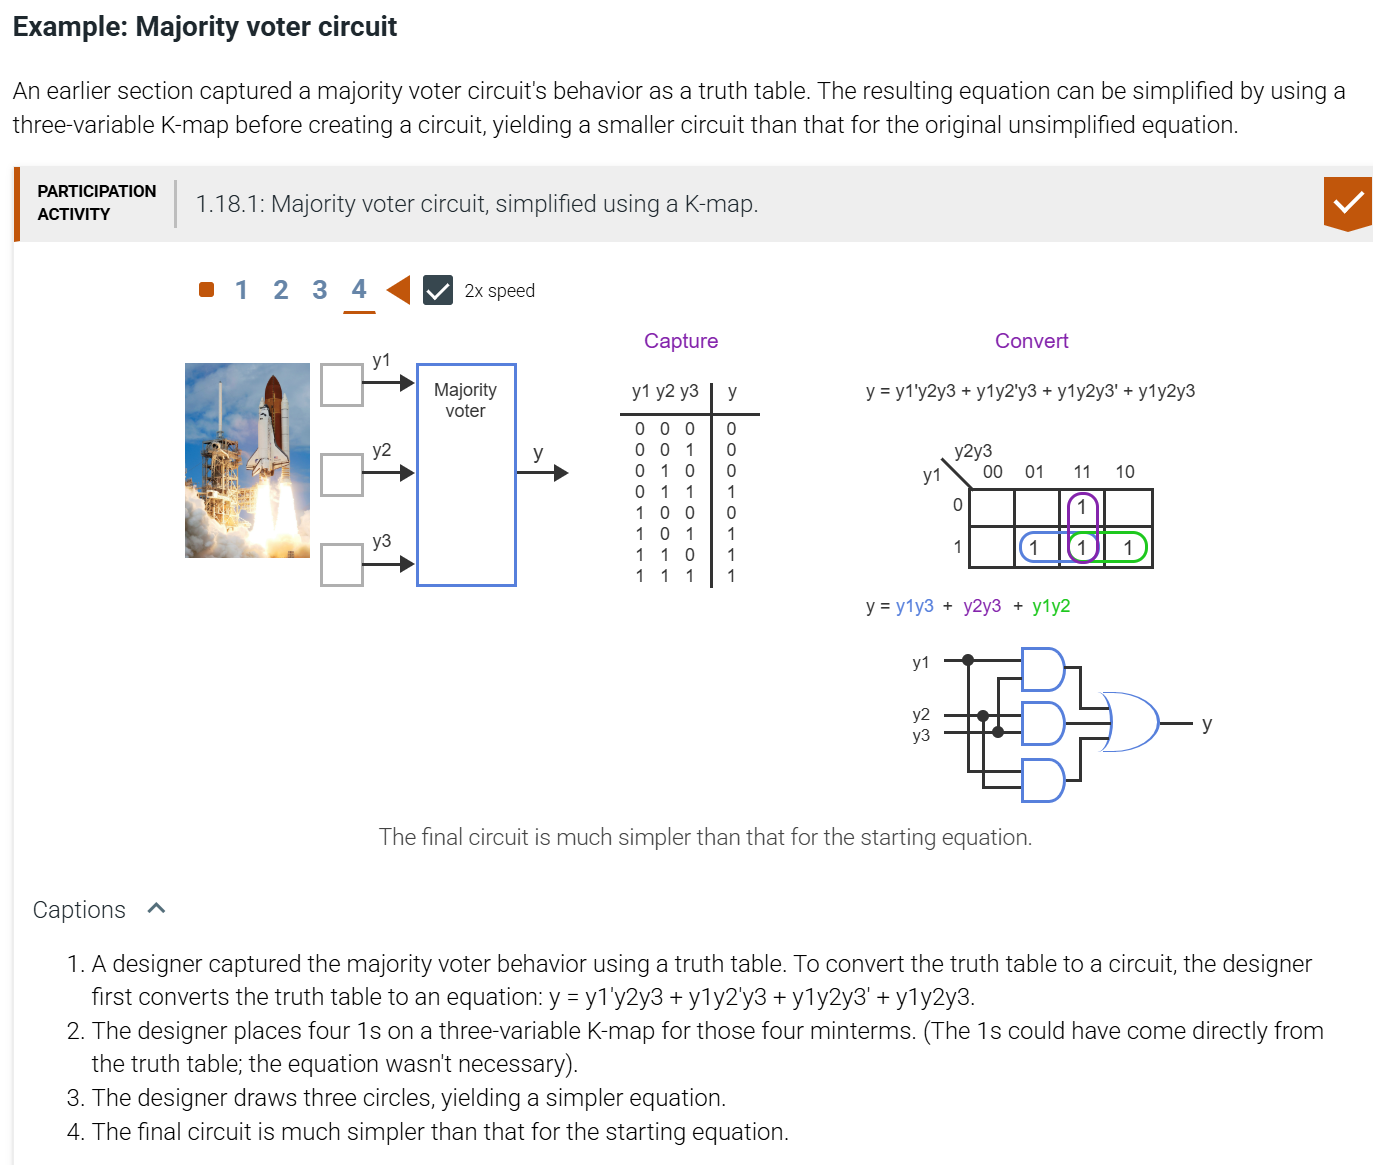 Example: Majority voter circuit
An earlier section captured a majority voter circuit's behavior as a truth table. The resulting equation can be simplified by using a
three-variable K-map before creating a circuit, yielding a smaller circuit than that for the original unsimplified equation.
PARTICIPATION
ACTIVITY
1.18.1: Majority voter circuit, simplified using a K-map.
1 2 3 4 2x speed
Capture
Convert
y1
Majority
voter
y2
y
y3
y1 y2 y3 y
0 0 0 0
0 0 1 0
0 1 0 0
0 1 1 1
1 0 0 0
1 0 1 1
1 1 0 1
1 1 1 1
y = y1'y2y3 + y1y2'y3 + y1y2y3' + y1y2y3
y2y3
y1 00 01 11 10
0 1
1 1 1 1
y = y1y3 + y2y3 + y1y2
y1
y2
y3
y
The final circuit is much simpler than that for the starting equation.
Captions
1. A designer captured the majority voter behavior using a truth table. To convert the truth table to a circuit, the designer
first converts the truth table to an equation: y = y1'y2y3 + y1y2'y3 + y1y2y3' + y1y2y3.
2. The designer places four 1s on a three-variable K-map for those four minterms. (The 1s could have come directly from
the truth table; the equation wasn't necessary).
3. The designer draws three circles, yielding a simpler equation.
4. The final circuit is much simpler than that for the starting equation.